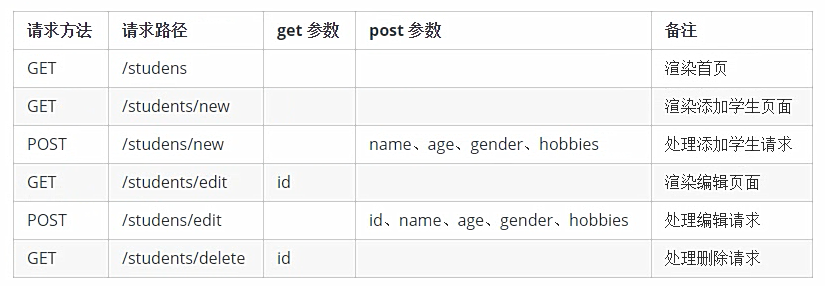 请求方法 请求路径 get 参数 post 参数 备注
GET /studens 渲染首页
GET /students/new 渲染添加学生页面
POST /studens/new name、age、gender、hobbies 处理添加学生请求
GET /students/edit id 渲染编辑页面
POST /studens/edit id、name、age、gender、hobbies 处理编辑请求
GET /students/delete id 处理删除请求